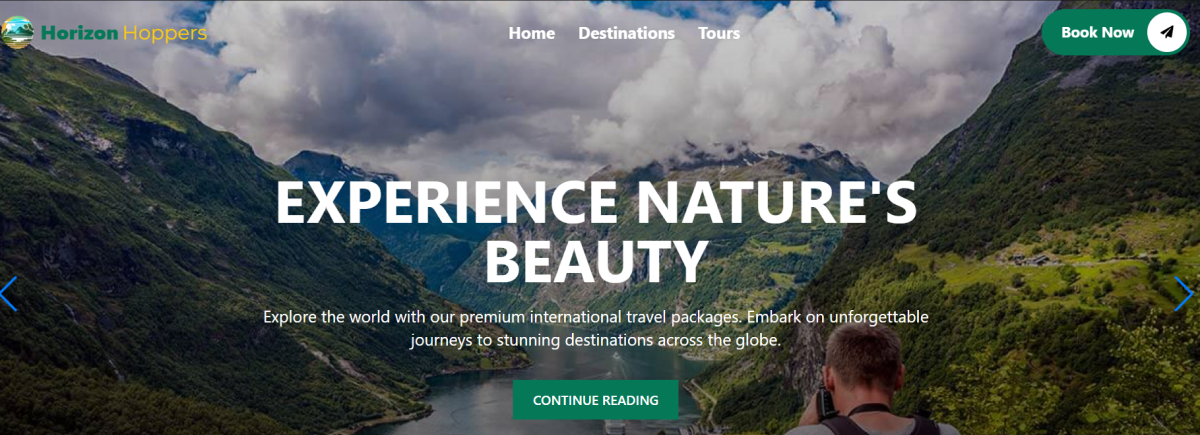 Horizon Hoppers
Home Destinations Tours
Book Now
EXPERIENCE NATURE'S
BEAUTY
Explore the world with our premium international travel packages. Embark on unforgettable
journeys to stunning destinations across the globe.
CONTINUE READING